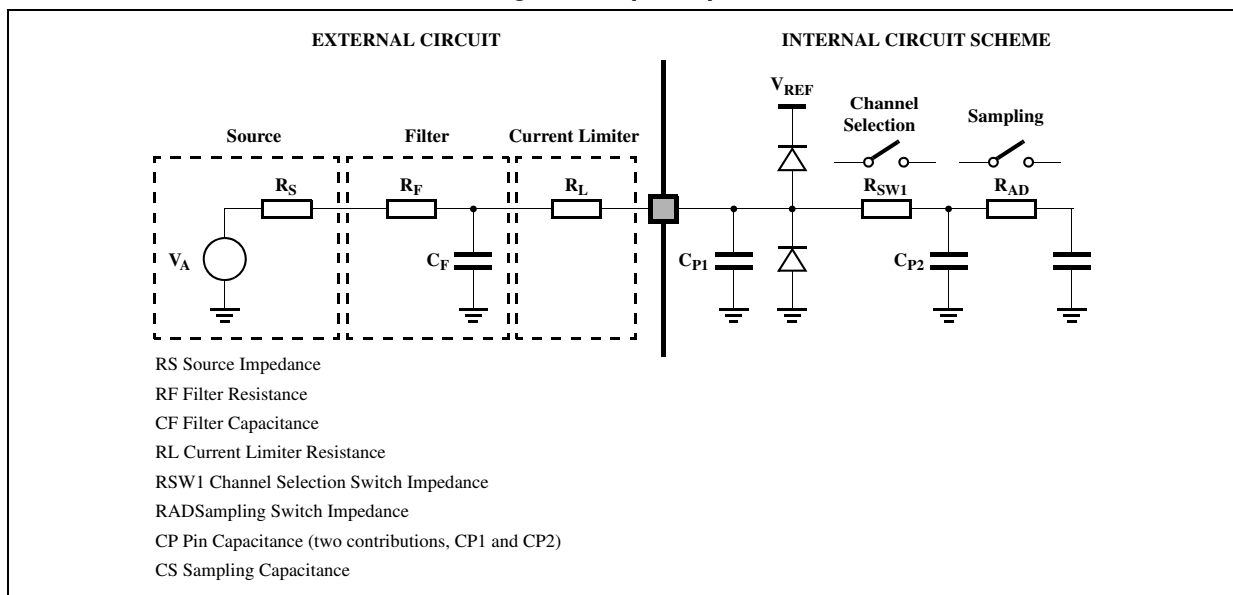 EXTERNAL CIRCUIT
INTERNAL CIRCUIT SCHEME
VREF
Channel
Selection
Sampling
Source
Filter
Current Limiter
RS
RF
RL
RSW1
RAD
VA
CF
CP1
CP2
RS Source Impedance
RF Filter Resistance
CF Filter Capacitance
RL Current Limiter Resistance
RSW1 Channel Selection Switch Impedance
RADSampling Switch Impedance
CP Pin Capacitance (two contributions, CP1 and CP2)
CS Sampling Capacitance